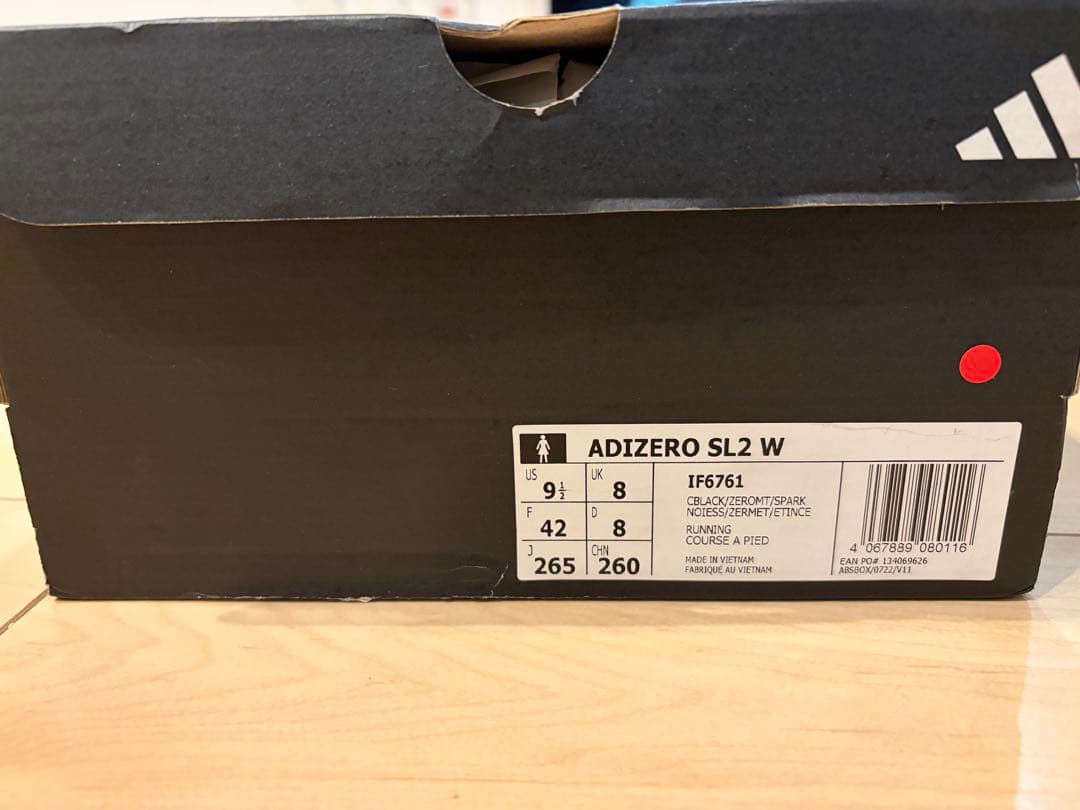 ADIZERO SL2 W
US 9½ UK 8
F 42 D 8
J 265 CHN 260
IF6761
CBLACK/ZEROMT/SPARK
NOIESS/ZERMET/ETINCE
RUNNING
COURSE A PIED
MADE IN VIETNAM
FABRIQUÉ AU VIETNAM
4 067889 080116
EAN PO# 134069626
ABSBOX/0722/V11